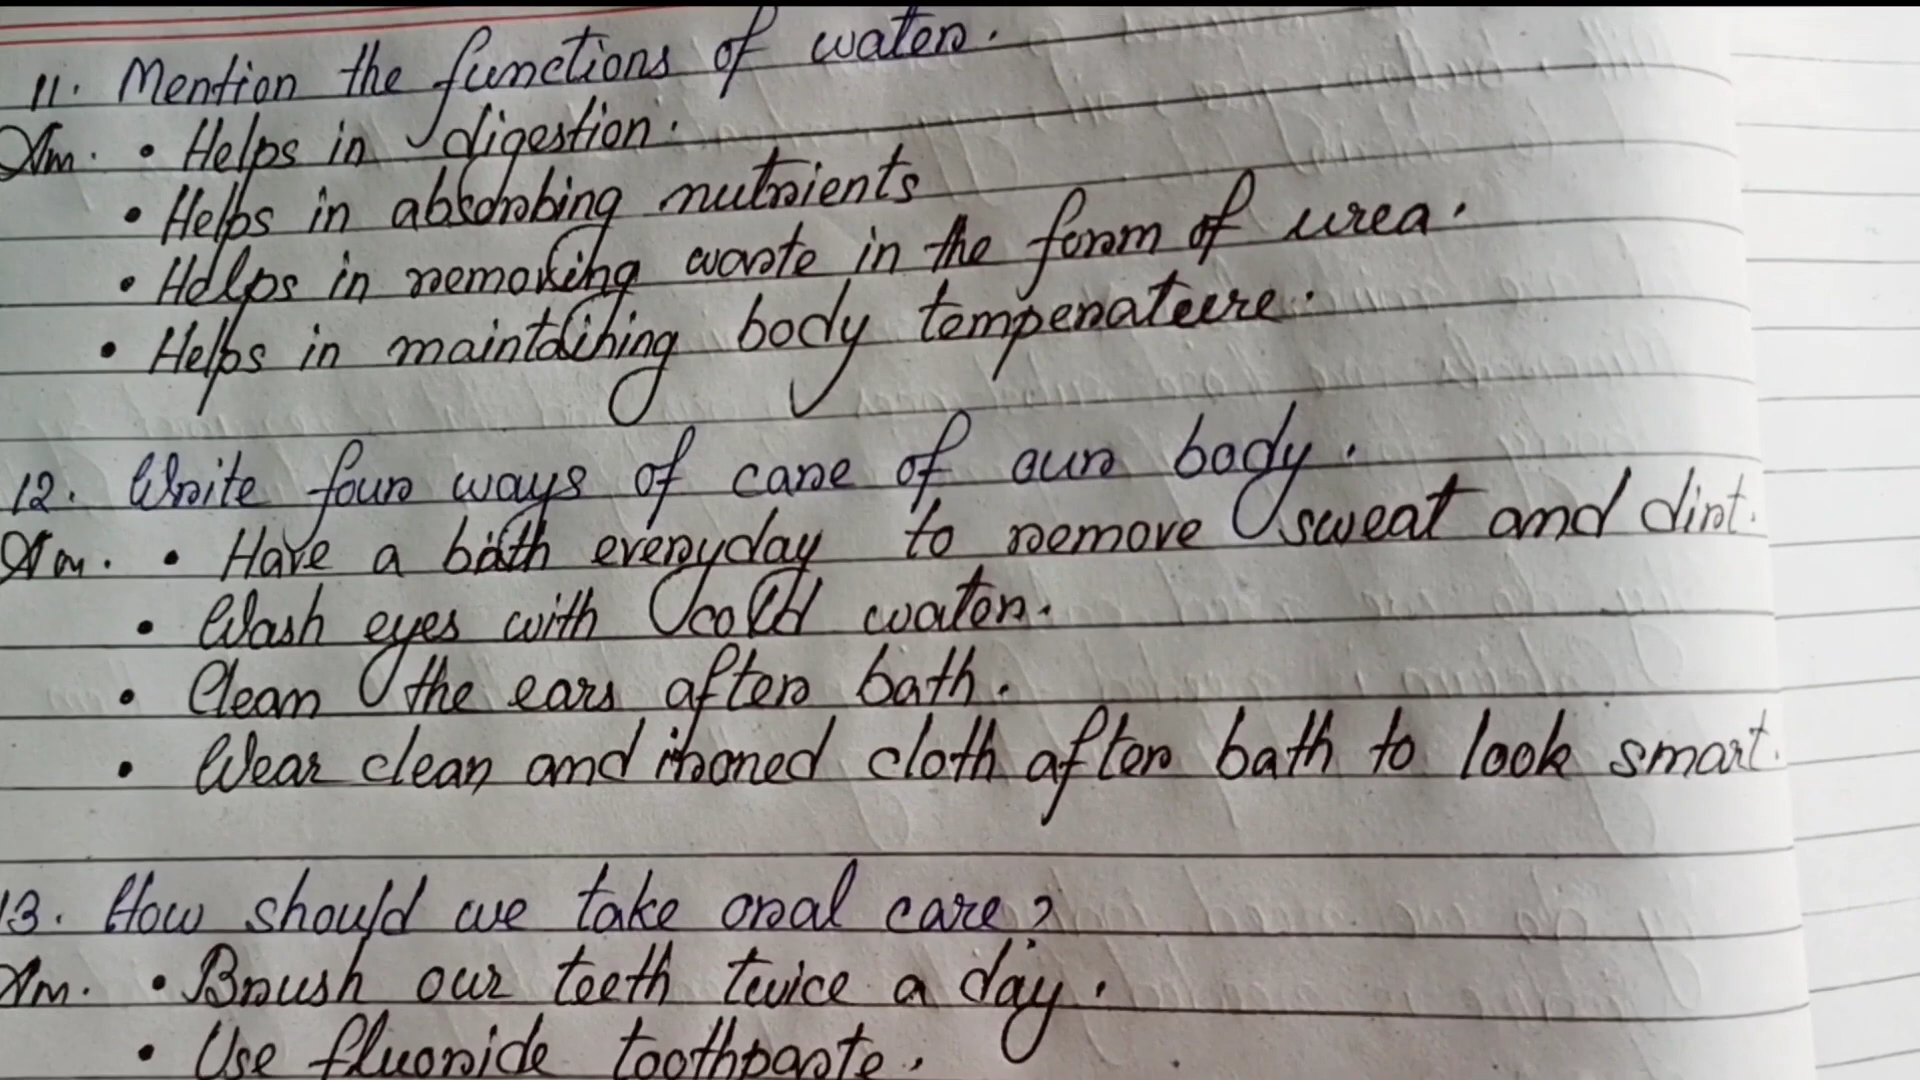 11. Mention the functions of water.
Ans. • Helps in digestion.
• Helps in absorbing nutrients
• Helps in removing waste in the form of urea.
• Helps in maintaining body temperature.
12. Write four ways of care of our body.
Ans. • Have a bath everyday to remove sweat and dirt.
• Wash eyes with cold water.
• Clean the ears after bath.
• Wear clean and ironed cloth after bath to look smart.
13. How should we take oral care?
Ans. • Brush our teeth twice a day.
• Use fluoride toothpaste.